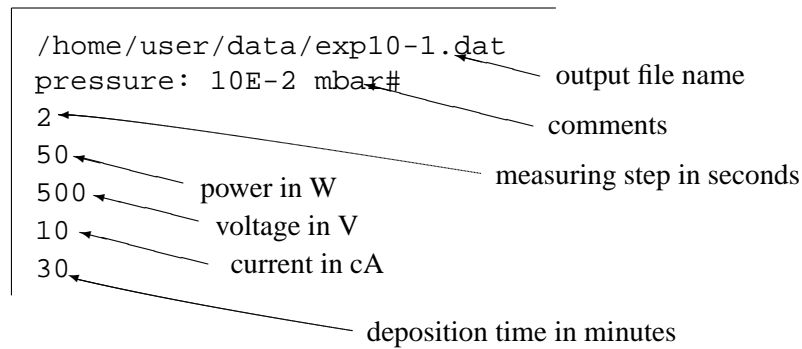 /home/user/data/exp10-1.dat
output file name
pressure: 10E-2 mbar#
comments
2
measuring step in seconds
50
power in W
500
voltage in V
10
current in cA
30
deposition time in minutes